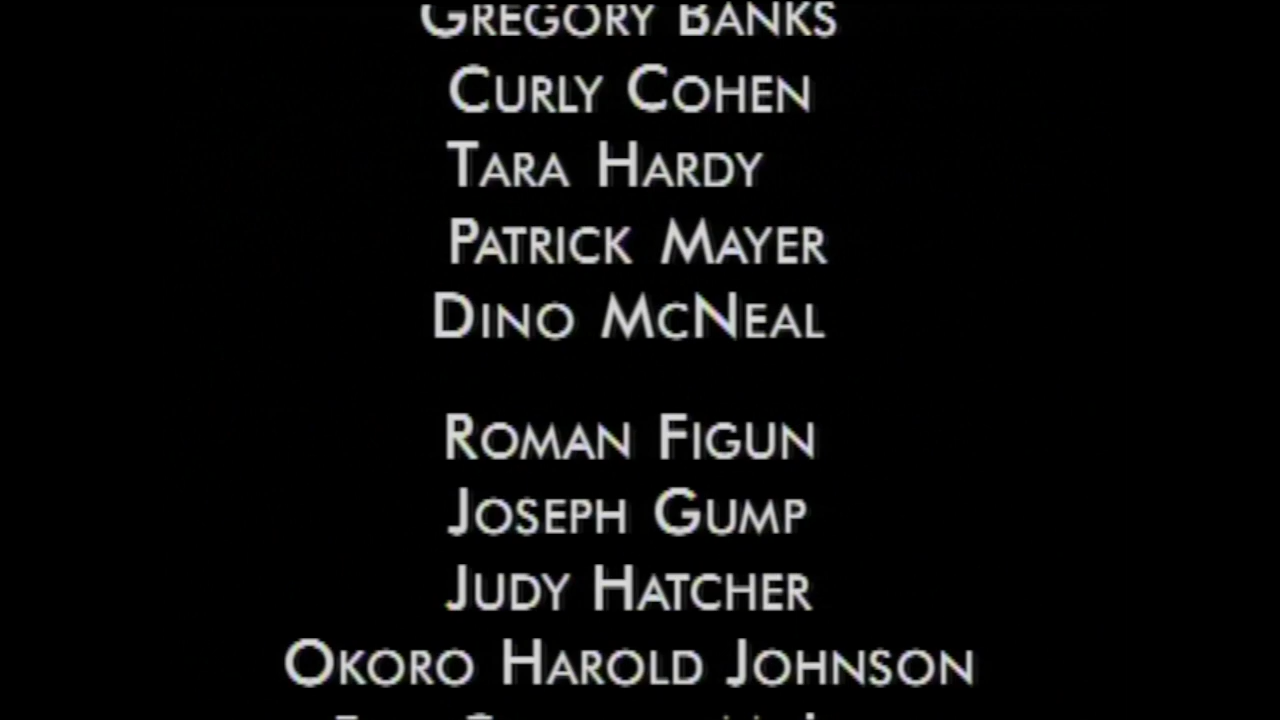 GREGORY BANKS
CURLY COHEN
TARA HARDY
PATRICK MAYER
DINO MCNEAL
ROMAN FIGUN
JOSEPH GUMP
JUDY HATCHER
OKORO HAROLD JOHNSON